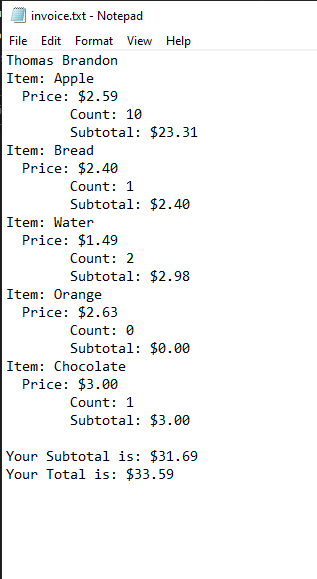 invoice.txt - Notepad
File Edit Format View Help
Thomas Brandon
Item: Apple
Price: $2.59
Count: 10
Subtotal: $23.31
Item: Bread
Price: $2.40
Count: 1
Subtotal: $2.40
Item: Water
Price: $1.49
Count: 2
Subtotal: $2.98
Item: Orange
Price: $2.63
Count: 0
Subtotal: $0.00
Item: Chocolate
Price: $3.00
Count: 1
Subtotal: $3.00
Your Subtotal is: $31.69
Your Total is: $33.59